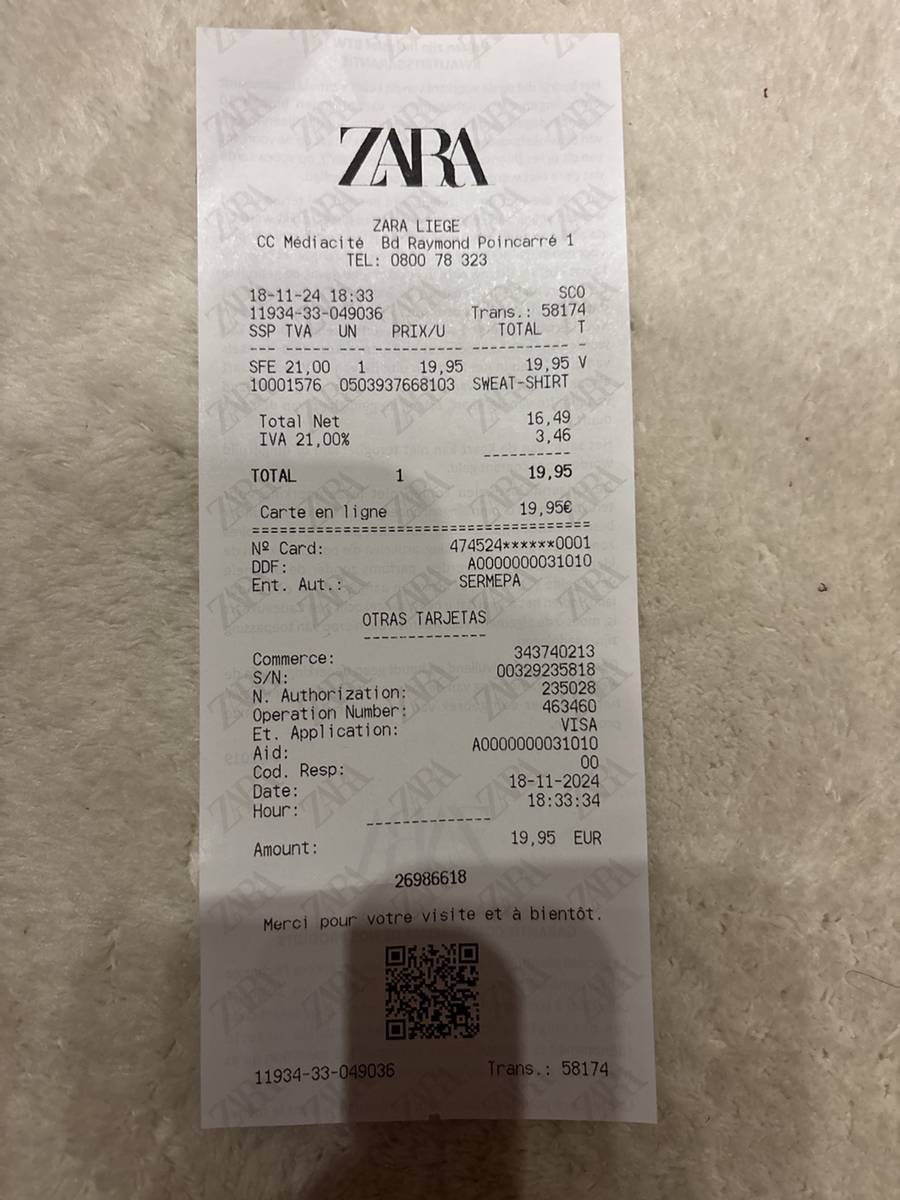 ZARA
ZARA LIEGE
CC Médiacité Bd Raymond Poincarré 1
TEL: 0800 78 323
18-11-24 18:33 SCO
11934-33-049036 Trans.: 58174
SSP TVA UN PRIX/U TOTAL T
--- ----- --- ---------- ----------- -
SFE 21,00 1 19,95 19,95 V
10001576 0503937668103 SWEAT-SHIRT
Total Net 16,49
IVA 21,00% 3,46
----------
TOTAL 1 19,95
Carte en ligne 19,95€
========================================
Nº Card: 474524******0001
DDF: A0000000031010
Ent. Aut.: SERMEPA
OTRAS TARJETAS
--------------
Commerce: 343740213
S/N: 00329235818
N. Authorization: 235028
Operation Number: 463460
Et. Application: VISA
Aid: A0000000031010
Cod. Resp: 00
Date: 18-11-2024
Hour: 18:33:34
--------------
Amount: 19,95 EUR
26986618
Merci pour votre visite et à bientôt.
11934-33-049036 Trans.: 58174